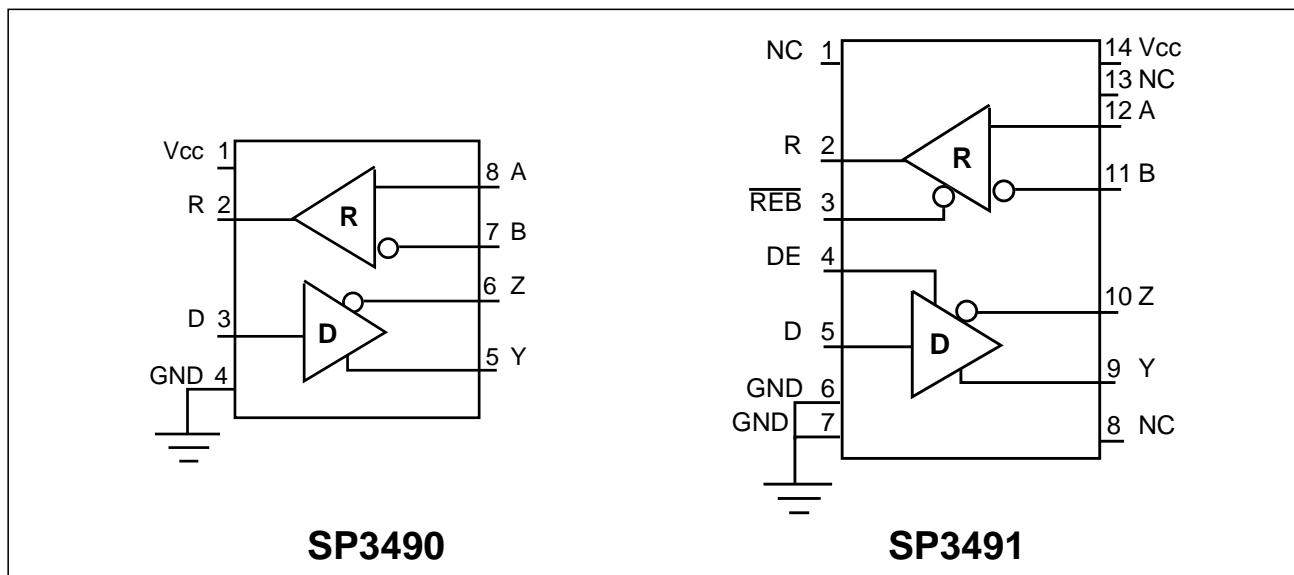 Vcc 1
R 2
D 3
GND 4
8 A
7 B
6 Z
5 Y
R
D
SP3490
NC 1
R 2
REB 3
DE 4
D 5
GND 6
GND 7
14 Vcc
13 NC
12 A
11 B
10 Z
9 Y
8 NC
R
D
SP3491